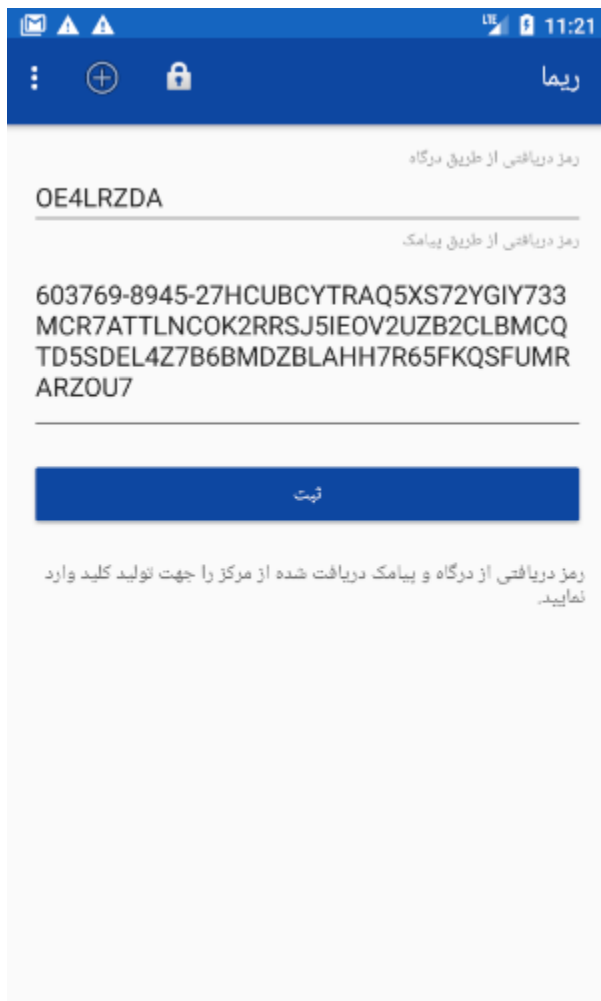 LTE 11:21
ریما
رمز دریافتی از طریق درگاه
OE4LRZDA
رمز دریافتی از طریق پیامک
603769-8945-27HCUBCYTRAQ5XS72YGIY733
MCR7ATTLNCOK2RRSJ5IEOV2UZB2CLBMCQ
TD5SDEL4Z7B6BMDZBLAHH7R65FKQSFUMR
ARZOU7
ثبت
رمز دریافتی از درگاه و پیامک دریافت شده از مرکز را جهت تولید کلید وارد
نمایید.